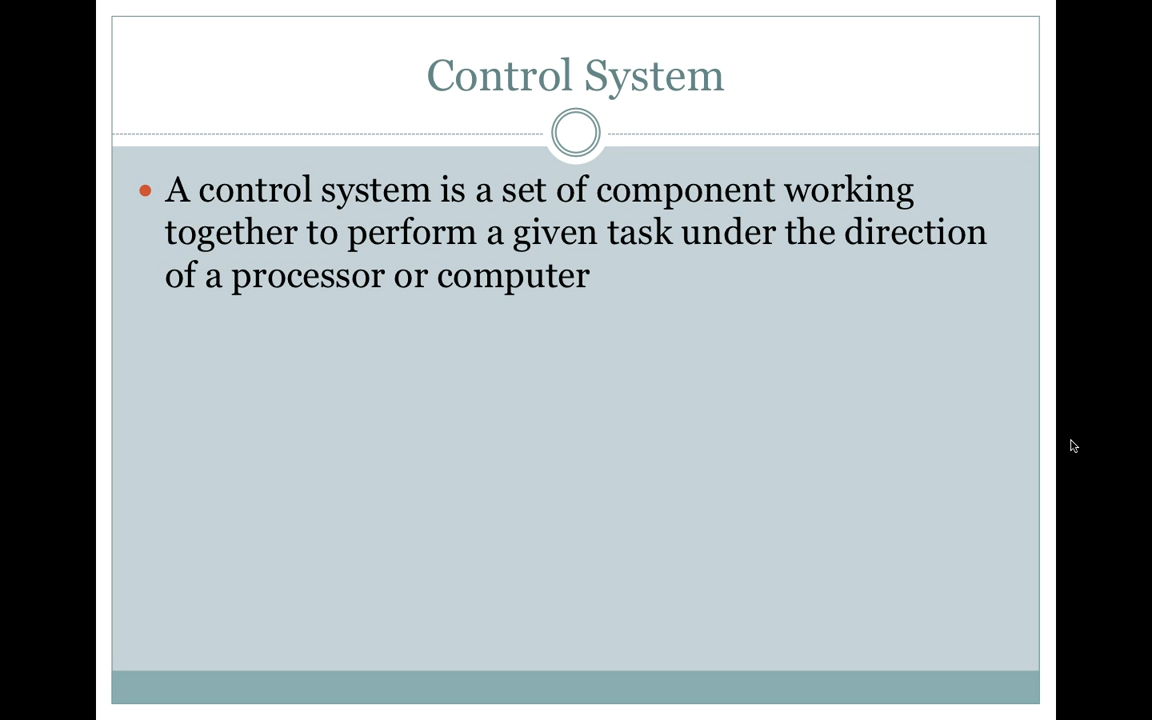 Control System
A control system is a set of component working
together to perform a given task under the direction
of a processor or computer